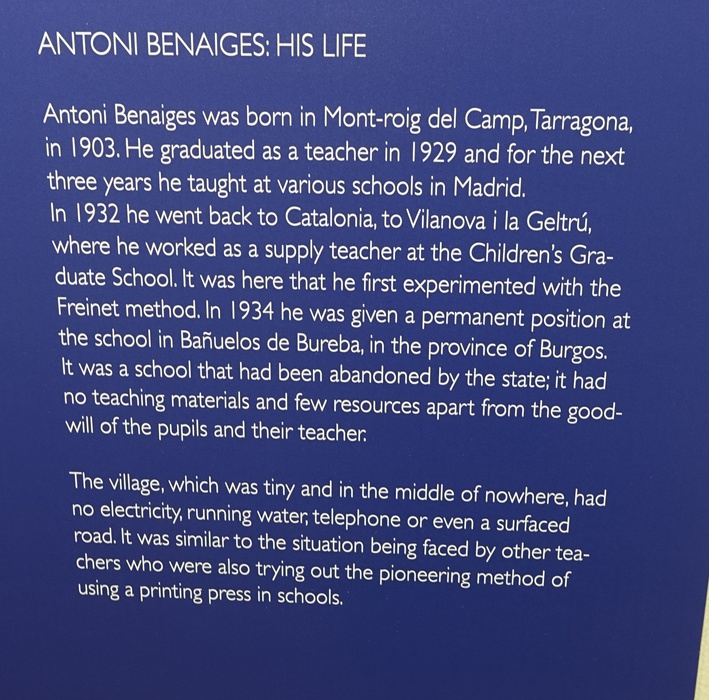 ANTONI BENAIGES: HIS LIFE
Antoni Benaiges was born in Mont-roig del Camp, Tarragona,
in 1903. He graduated as a teacher in 1929 and for the next
three years he taught at various schools in Madrid.
In 1932 he went back to Catalonia, to Vilanova i la Geltrú,
where he worked as a supply teacher at the Children's Gra-
duate School. It was here that he first experimented with the
Freinet method. In 1934 he was given a permanent position at
the school in Bañuelos de Bureba, in the province of Burgos.
It was a school that had been abandoned by the state; it had
no teaching materials and few resources apart from the good-
will of the pupils and their teacher.
The village, which was tiny and in the middle of nowhere, had
no electricity, running water, telephone or even a surfaced
road. It was similar to the situation being faced by other tea-
chers who were also trying out the pioneering method of
using a printing press in schools.